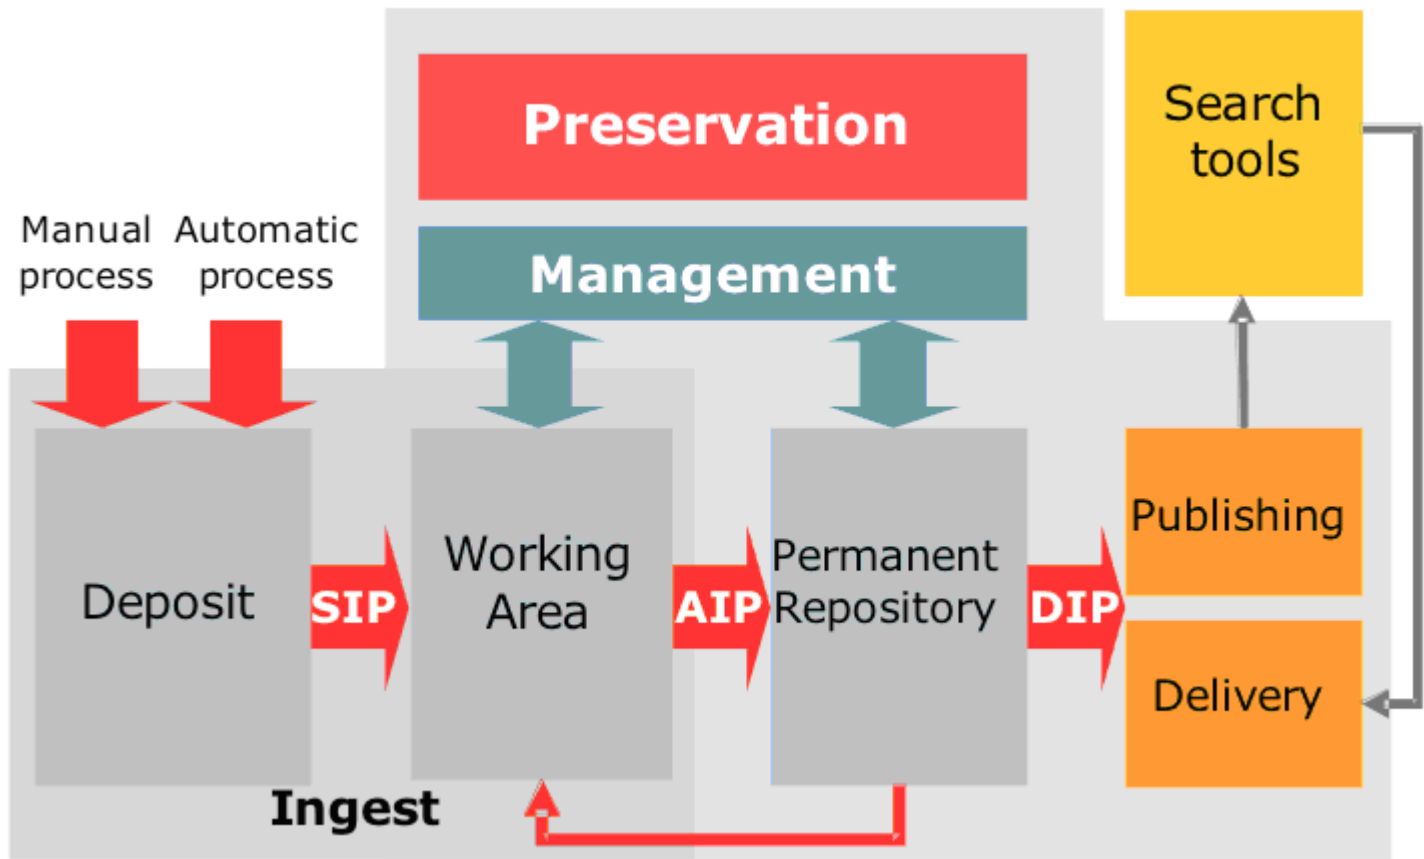 Preservation
Search
tools
Manual
process
Automatic
process
Management
Deposit
SIP
Working
Area
AIP
Permanent
Repository
DIP
Publishing
Delivery
Ingest